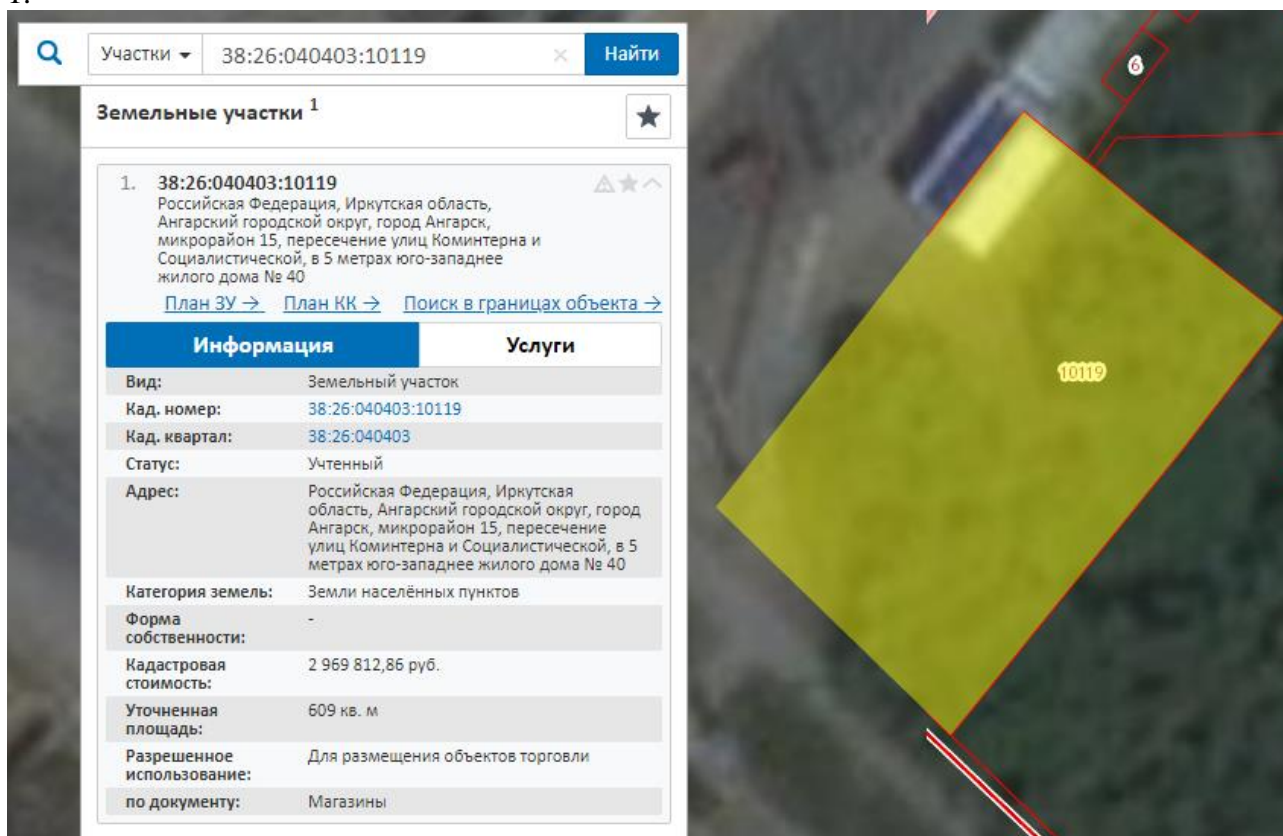 1.
Участки 38:26:040403:10119 × Найти
Земельные участки 1
1. 38:26:040403:10119
Российская Федерация, Иркутская область,
Ангарский городской округ, город Ангарск,
микрорайон 15, пересечение улиц Коминтерна и
Социалистической, в 5 метрах юго-западнее
жилого дома № 40
План ЗУ → План КК → Поиск в границах объекта →
Информация Услуги
Вид: Земельный участок
Кад. номер: 38:26:040403:10119
Кад. квартал: 38:26:040403
Статус: Учтенный
Адрес: Российская Федерация, Иркутская
область, Ангарский городской округ, город
Ангарск, микрорайон 15, пересечение
улиц Коминтерна и Социалистической, в 5
метрах юго-западнее жилого дома № 40
Категория земель: Земли населённых пунктов
Форма -
собственности:
Кадастровая 2 969 812,86 руб.
стоимость:
Уточненная 609 кв. м
площадь:
Разрешенное Для размещения объектов торговли
использование:
по документу: Магазины
6
10119